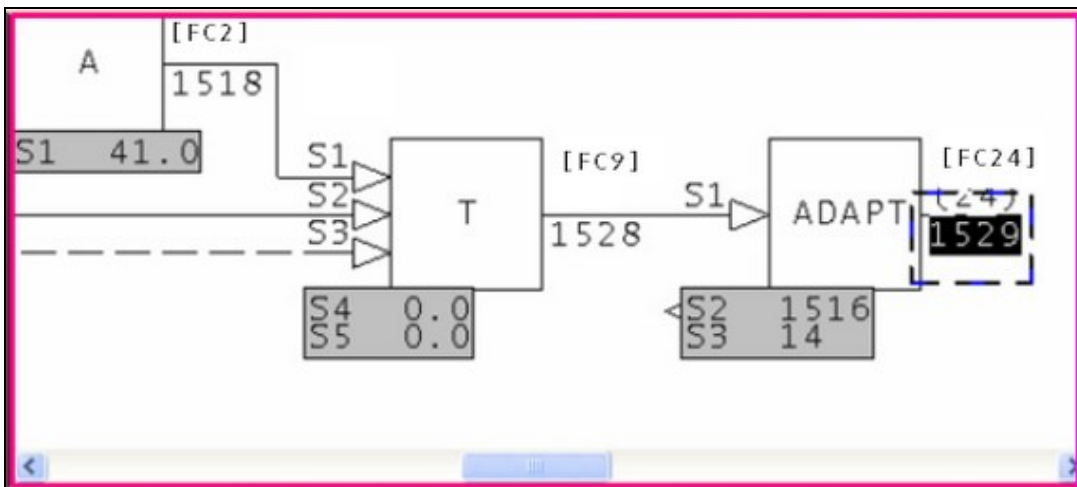 [FC2]
A
1518
S1 41.0
S1
S2
S3
T
[FC9]
1528
S4 0.0
S5 0.0
S1
ADAPT
[FC24]
(24)
1529
S2 1516
S3 14